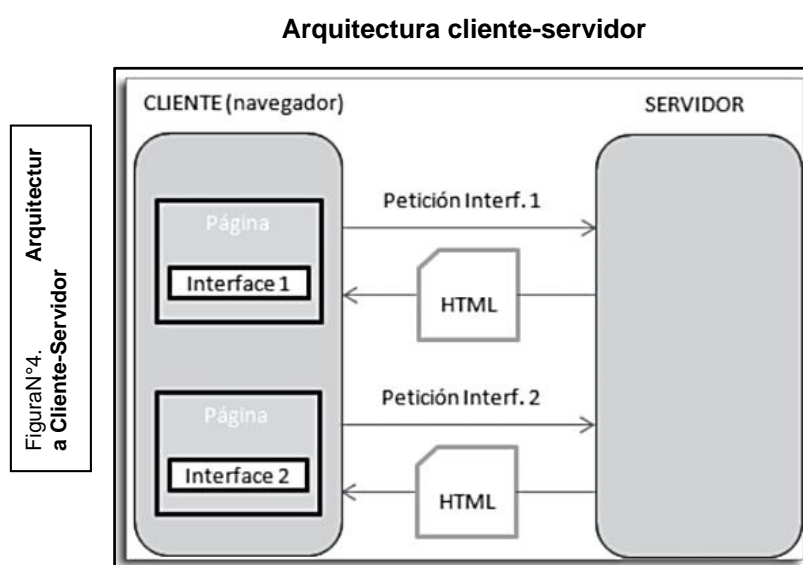 Arquitectura cliente-servidor
FiguraN°4. Arquitectur
a Cliente-Servidor
CLIENTE (navegador)
SERVIDOR
Página
Interface 1
Petición Interf. 1
HTML
Página
Interface 2
Petición Interf. 2
HTML